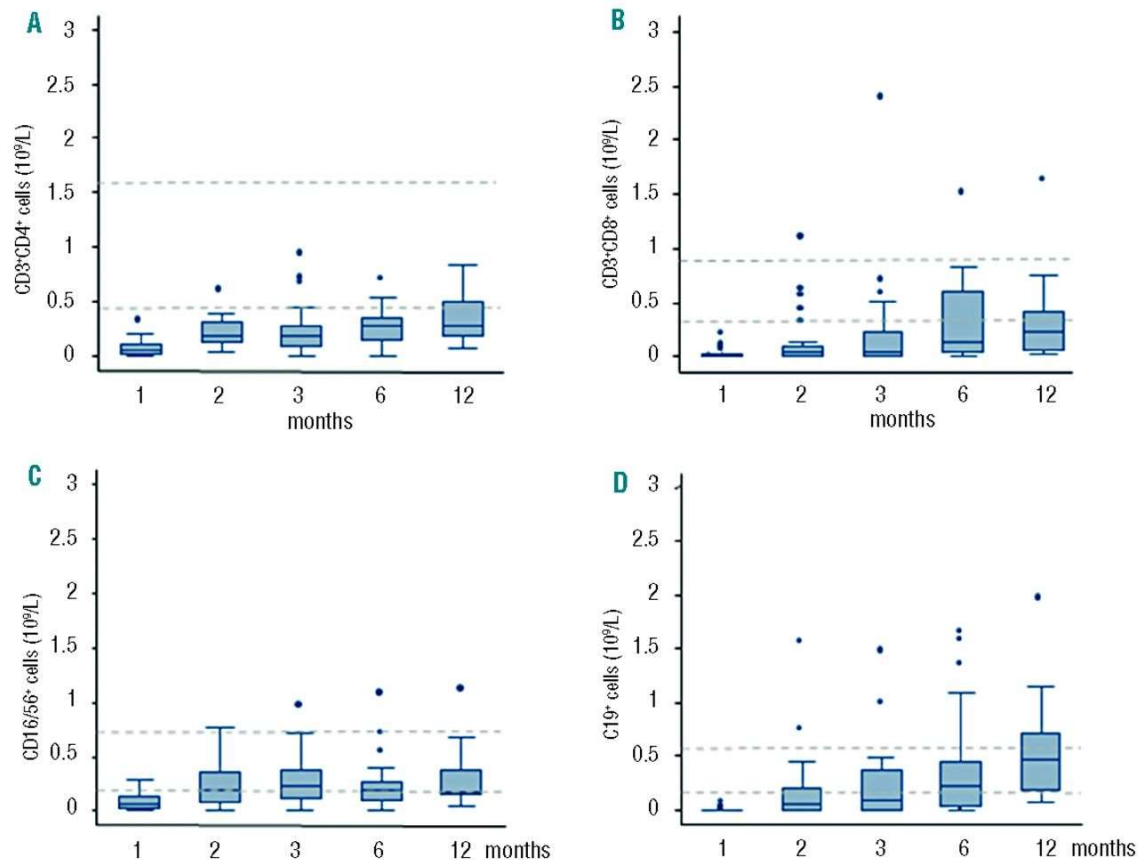 A
3
2.5
2
1.5
1
0.5
0
CD3⁺CD4⁺ cells (10⁹/L)
1 2 3 6 12
months
B
3
2.5
2
1.5
1
0.5
0
CD3⁺CD8⁺ cells (10⁹/L)
1 2 3 6 12
months
C
3
2.5
2
1.5
1
0.5
0
CD16/56⁺ cells (10⁹/L)
1 2 3 6 12 months
D
3
2.5
2
1.5
1
0.5
0
C19⁺ cells (10⁹/L)
1 2 3 6 12 months